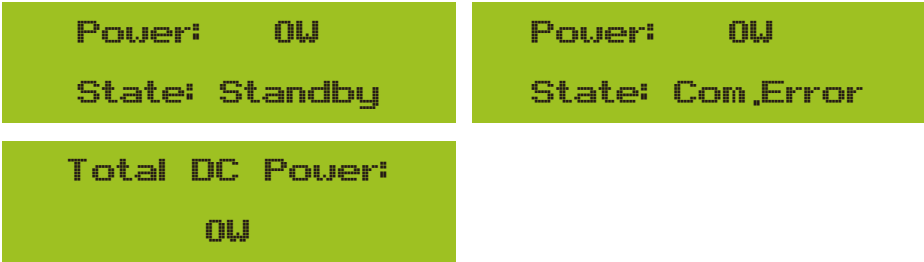 Power: 0W
State: Standby
Power: 0W
State: Com.Error
Total DC Power:
0W